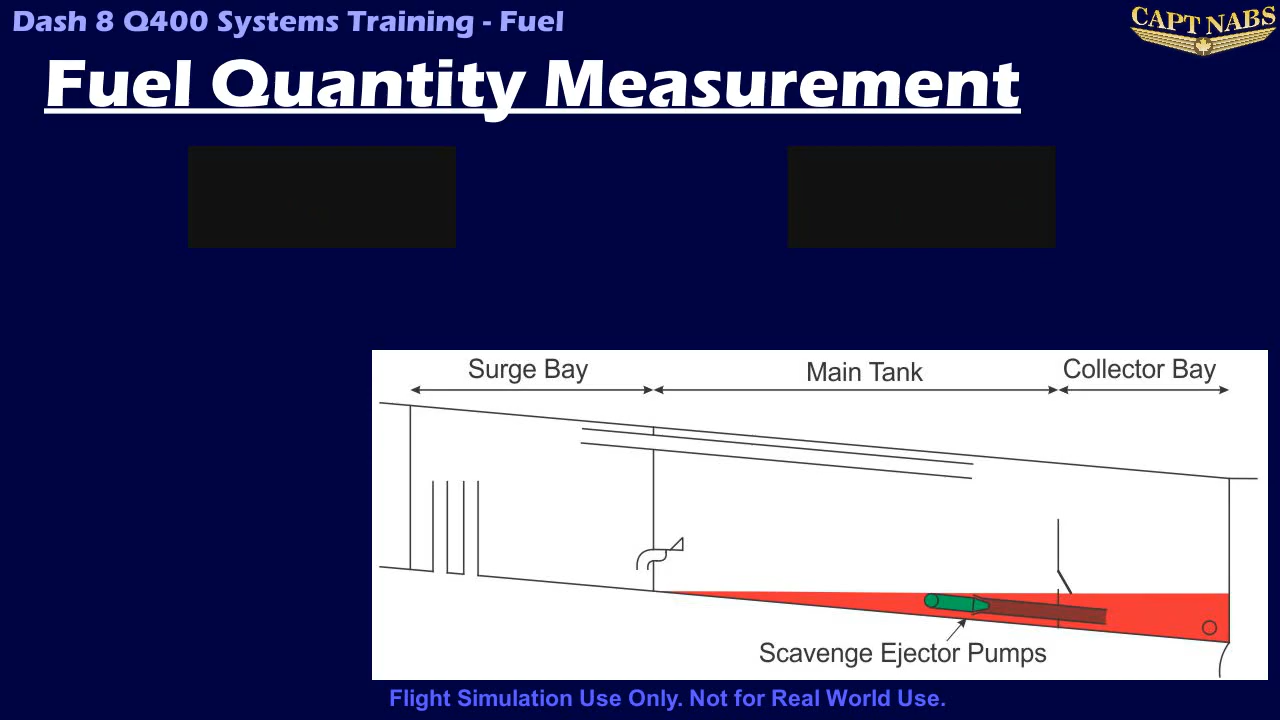 Dash 8 Q400 Systems Training - Fuel
CAPT NABS
Fuel Quantity Measurement
Surge Bay
Main Tank
Collector Bay
Scavenge Ejector Pumps
Flight Simulation Use Only. Not for Real World Use.